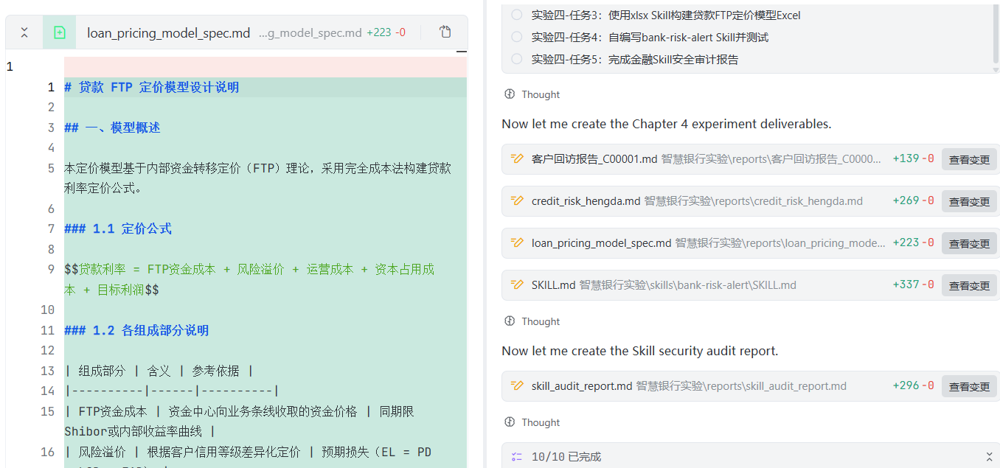 loan_pricing_model_spec.md ...g_model_spec.md +223 -0
1
1 # 贷款 FTP 定价模型设计说明
2
3 ## 一、模型概述
4
5 本定价模型基于内部资金转移定价（FTP）理论，采用完全成本法构建贷款
利率定价公式。
6
7 ### 1.1 定价公式
8
9 $$贷款利率 = FTP资金成本 + 风险溢价 + 运营成本 + 资本占用成
本 + 目标利润$$
10
11 ### 1.2 各组成部分说明
12
13 | 组成部分 | 含义 | 参考依据 |
14 |----------|------|----------|
15 | FTP资金成本 | 资金中心向业务条线收取的资金价格 | 同期限
Shibor或内部收益率曲线 |
16 | 风险溢价 | 根据客户信用等级差异化定价 | 预期损失（EL = PD
实验四-任务3：使用xlsx Skill构建贷款FTP定价模型Excel
实验四-任务4：自编写bank-risk-alert Skill并测试
实验四-任务5：完成金融Skill安全审计报告
Thought
Now let me create the Chapter 4 experiment deliverables.
客户回访报告_C00001.md 智慧银行实验\reports\客户回访报告_C0000... +139 -0 查看变更
credit_risk_hengda.md 智慧银行实验\reports\credit_risk_hengda.md +269 -0 查看变更
loan_pricing_model_spec.md 智慧银行实验\reports\loan_pricing_mode... +223 -0 查看变更
SKILL.md 智慧银行实验\skills\bank-risk-alert\SKILL.md +337 -0 查看变更
Thought
Now let me create the Skill security audit report.
skill_audit_report.md 智慧银行实验\reports\skill_audit_report.md +296 -0 查看变更
Thought
10/10 已完成